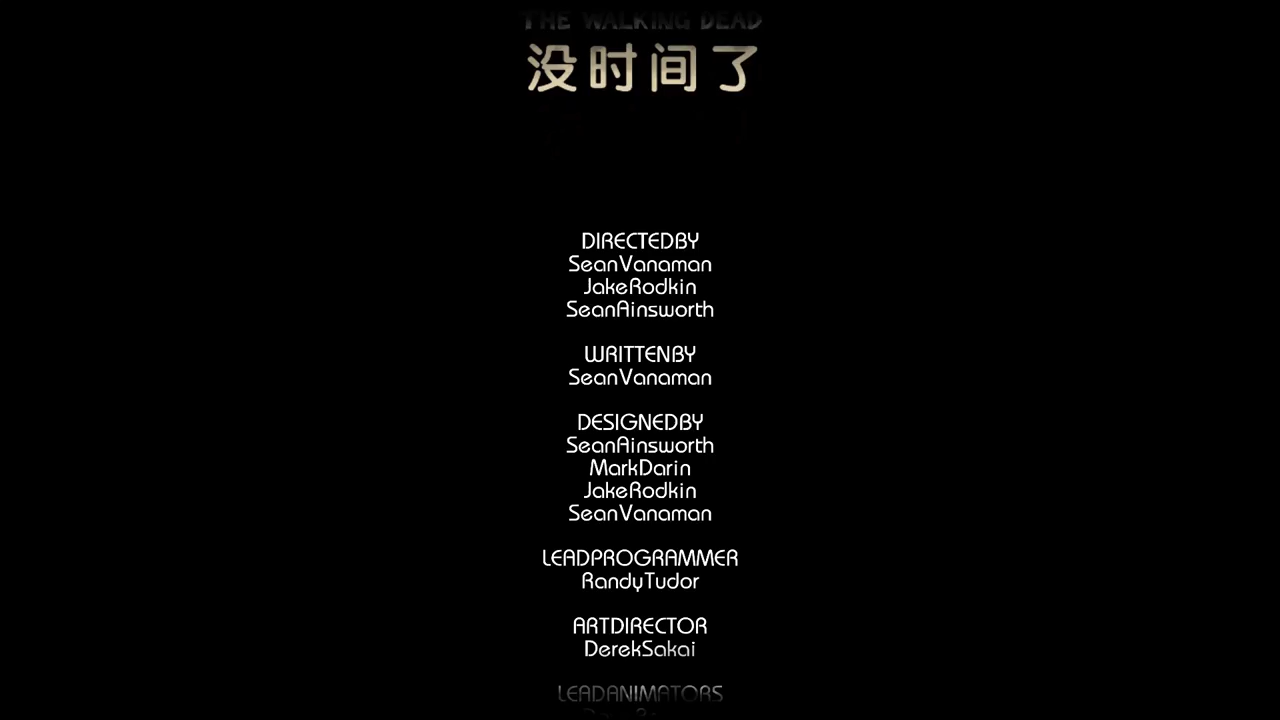 THE WALKING DEAD
没时间了
DIRECTEDBY
SeanVanaman
JakeRodkin
SeanAinsworth
WRITTENBY
SeanVanaman
DESIGNEDBY
SeanAinsworth
MarkDarin
JakeRodkin
SeanVanaman
LEADPROGRAMMER
RandyTudor
ARTDIRECTOR
DerekSakai
LEADANIMATORS